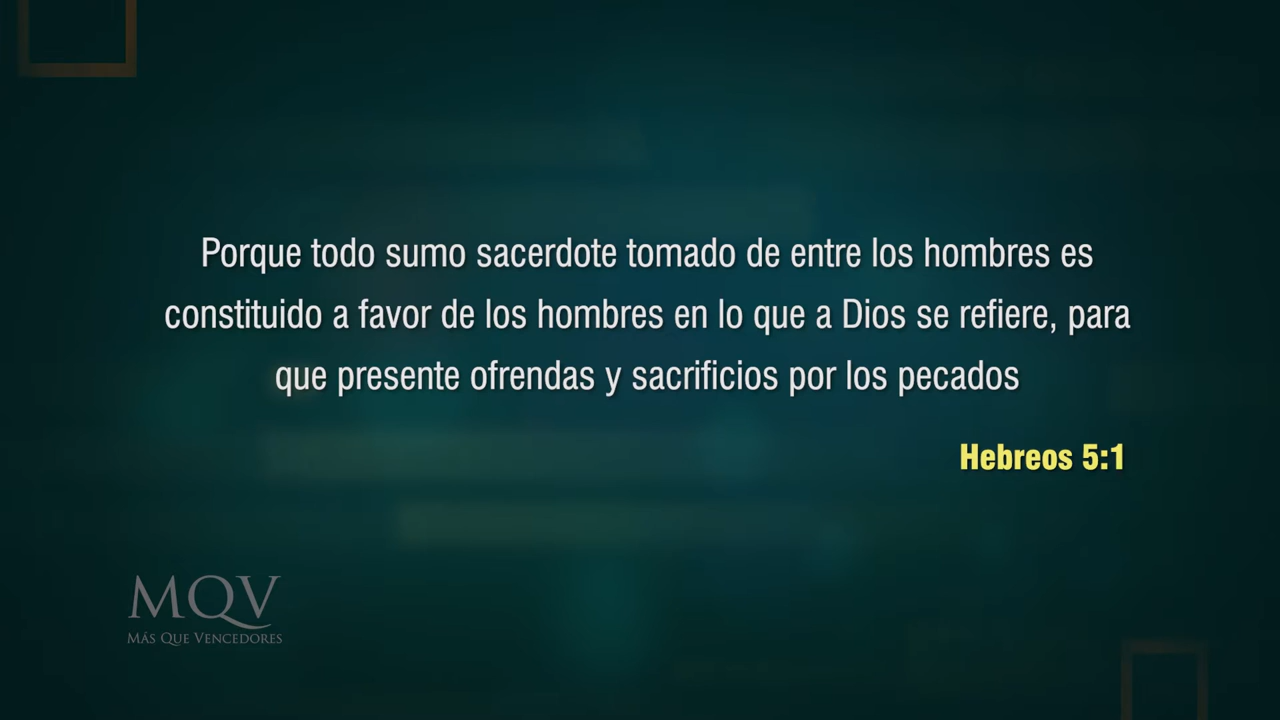 Porque todo sumo sacerdote tomado de entre los hombres es
constituido a favor de los hombres en lo que a Dios se refiere, para
que presente ofrendas y sacrificios por los pecados
Hebreos 5:1
MQV
Más Que Vencedores